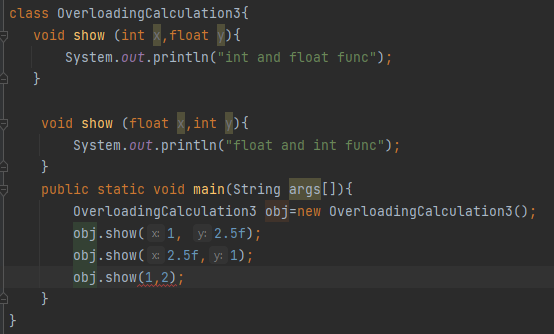 class OverloadingCalculation3{
void show (int x,float y){
System.out.println("int and float func");
}
void show (float x,int y){
System.out.println("float and int func");
}
public static void main(String args[]){
OverloadingCalculation3 obj=new OverloadingCalculation3();
obj.show( x: 1, y: 2.5f);
obj.show( x: 2.5f, y: 1);
obj.show(1,2);
}
}